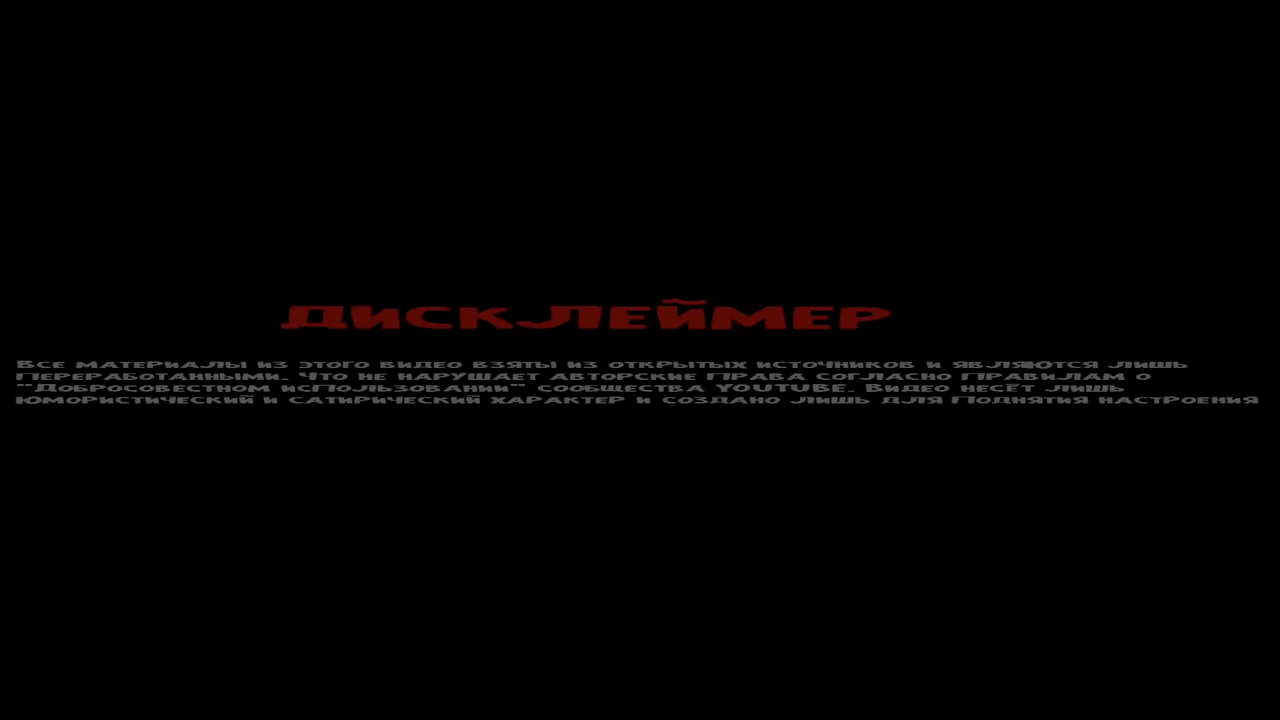 Дисклеймер
Все материалы из этого видео взяты из открытых источников и являются лишь
переработанными. Что не нарушает авторские права согласно правилам о
"Добросовестном использовании" сообщества YOUTUBE. Видео несёт лишь
юмористический и сатирический характер и создано лишь для поднятия настроения